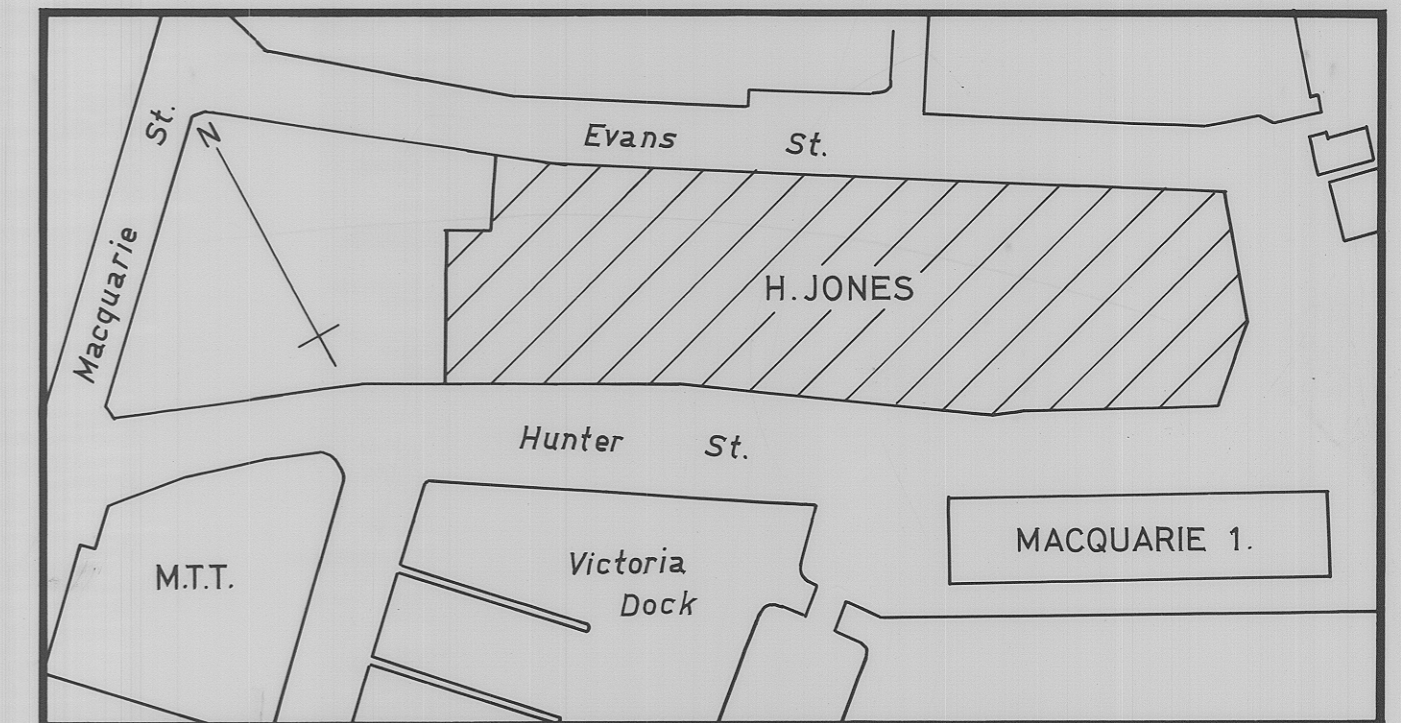 Macquarie St.
N
Evans St.
H. JONES
Hunter St.
M.T.T.
Victoria
Dock
MACQUARIE 1.